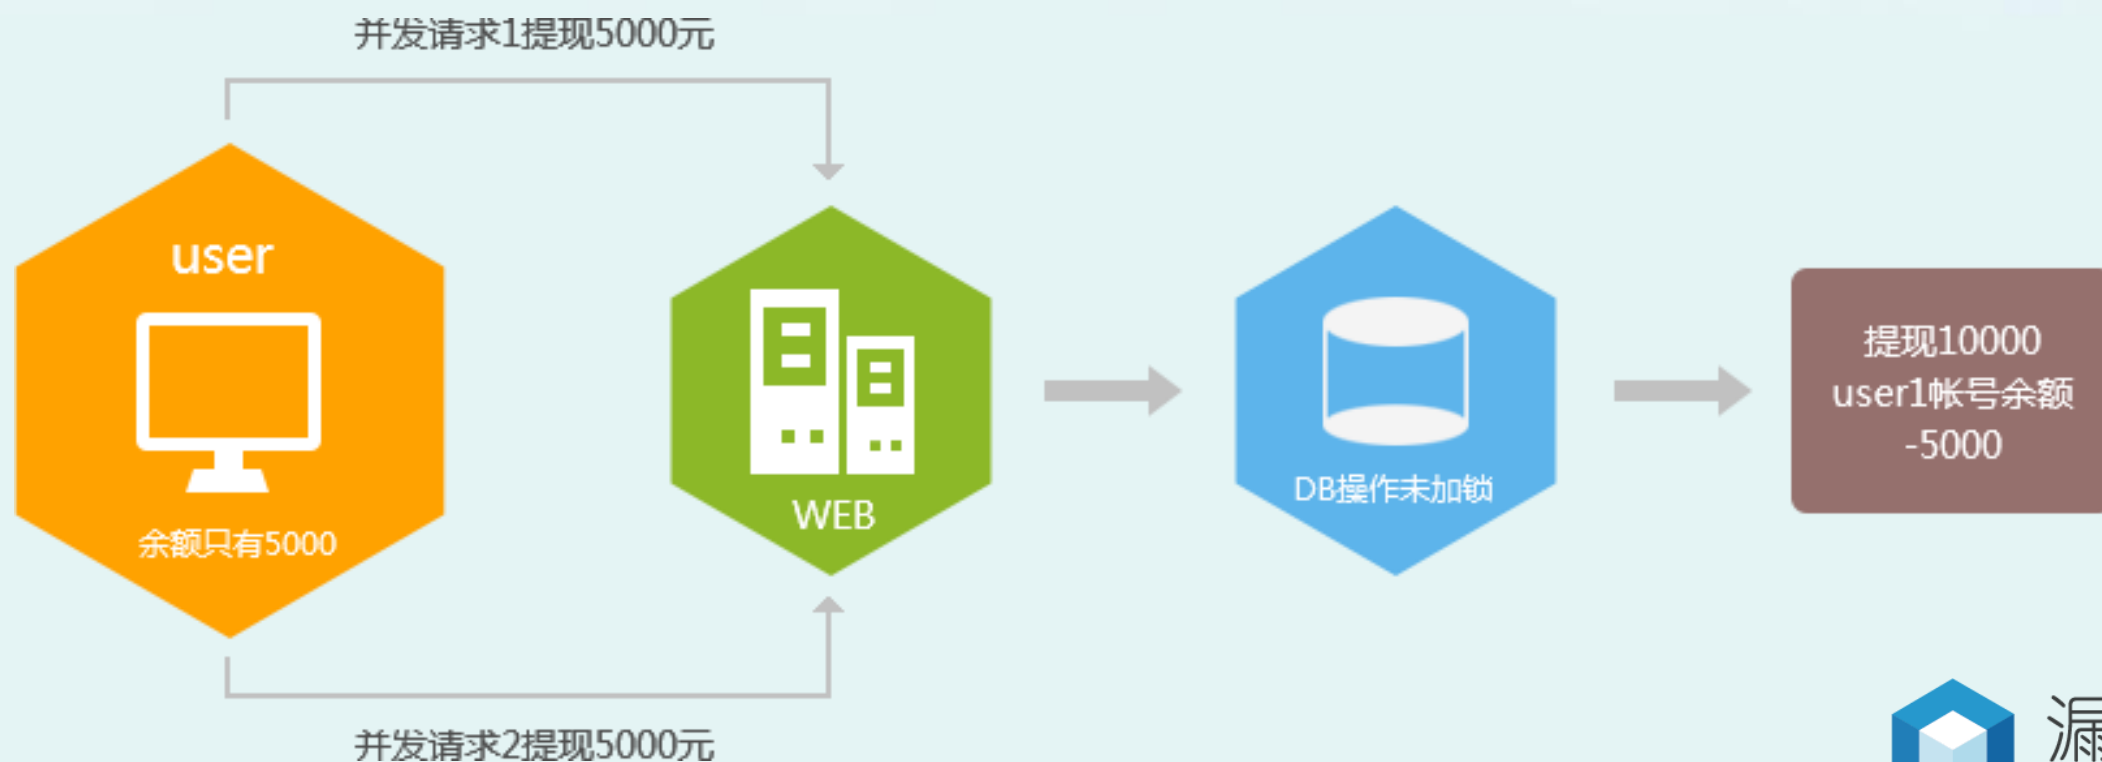 并发请求1提现5000元
user
余额只有5000
WEB
DB操作未加锁
提现10000
user1帐号余额
-5000
并发请求2提现5000元
漏